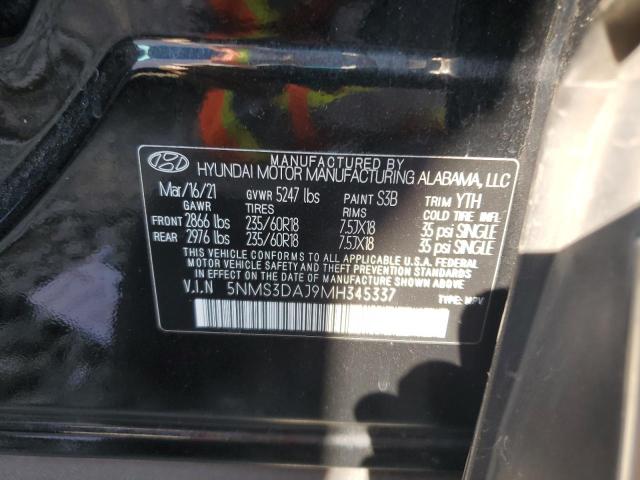 MANUFACTURED BY
HYUNDAI MOTOR MANUFACTURING ALABAMA, LLC
Mar/16/21 GVWR 5247 lbs PAINT S3B TRIM YTH
GAWR TIRES RIMS COLD TIRE INFL
FRONT 2866 lbs 235/60R18 7.5JX18 35 psi SINGLE
REAR 2976 lbs 235/60R18 7.5JX18 35 psi SINGLE
THIS VEHICLE CONFORMS TO ALL APPLICABLE U.S.A. FEDERAL
MOTOR VEHICLE SAFETY, BUMPER, AND THEFT PREVENTION
STANDARDS IN EFFECT ON THE DATE OF MANUFACTURE SHOWN ABOVE.
V.I.N 5NMS3DAJ9MH345337
TYPE: MPV